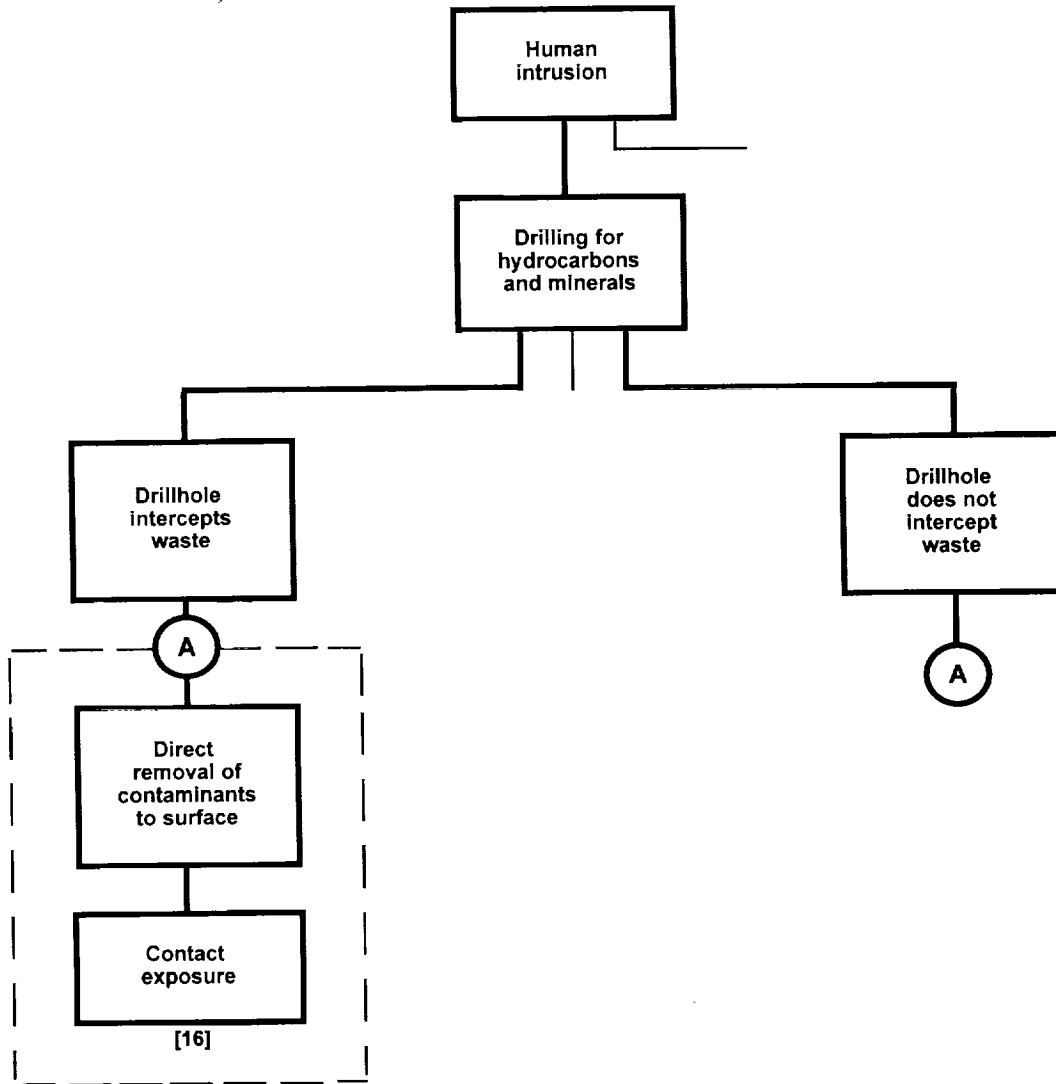 Human
intrusion
Drilling for
hydrocarbons
and minerals
Drillhole
intercepts
waste
Drillhole
does not
intercept
waste
A
A
Direct
removal of
contaminants
to surface
Contact
exposure
[16]